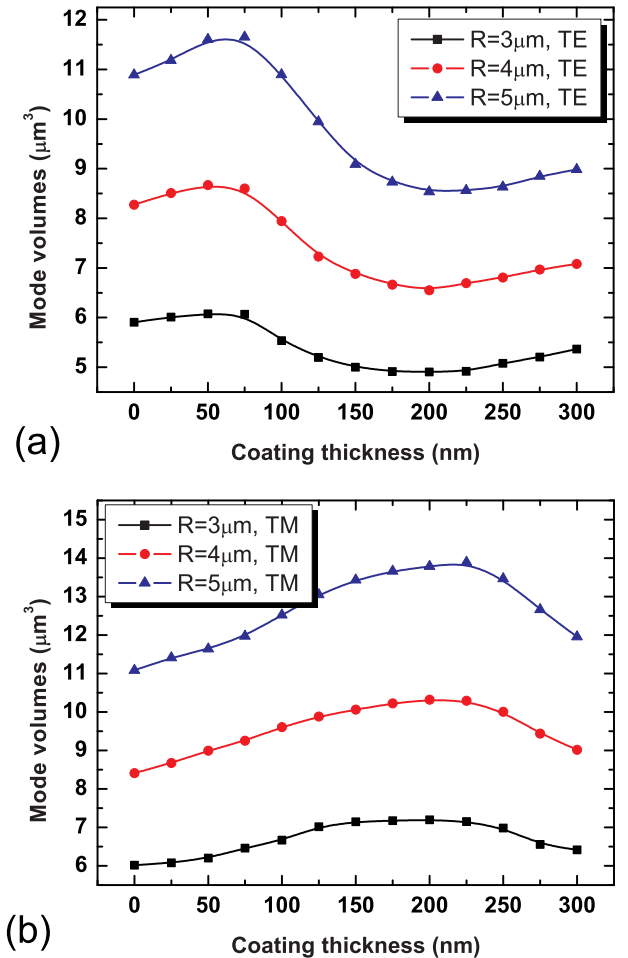 12
11
10
9
8
7
6
5
Mode volumes (μm³)
R=3μm, TE
R=4μm, TE
R=5μm, TE
0 50 100 150 200 250 300
Coating thickness (nm)
(a)
15
14
13
12
11
10
9
8
7
6
Mode volumes (μm³)
R=3μm, TM
R=4μm, TM
R=5μm, TM
0 50 100 150 200 250 300
Coating thickness (nm)
(b)